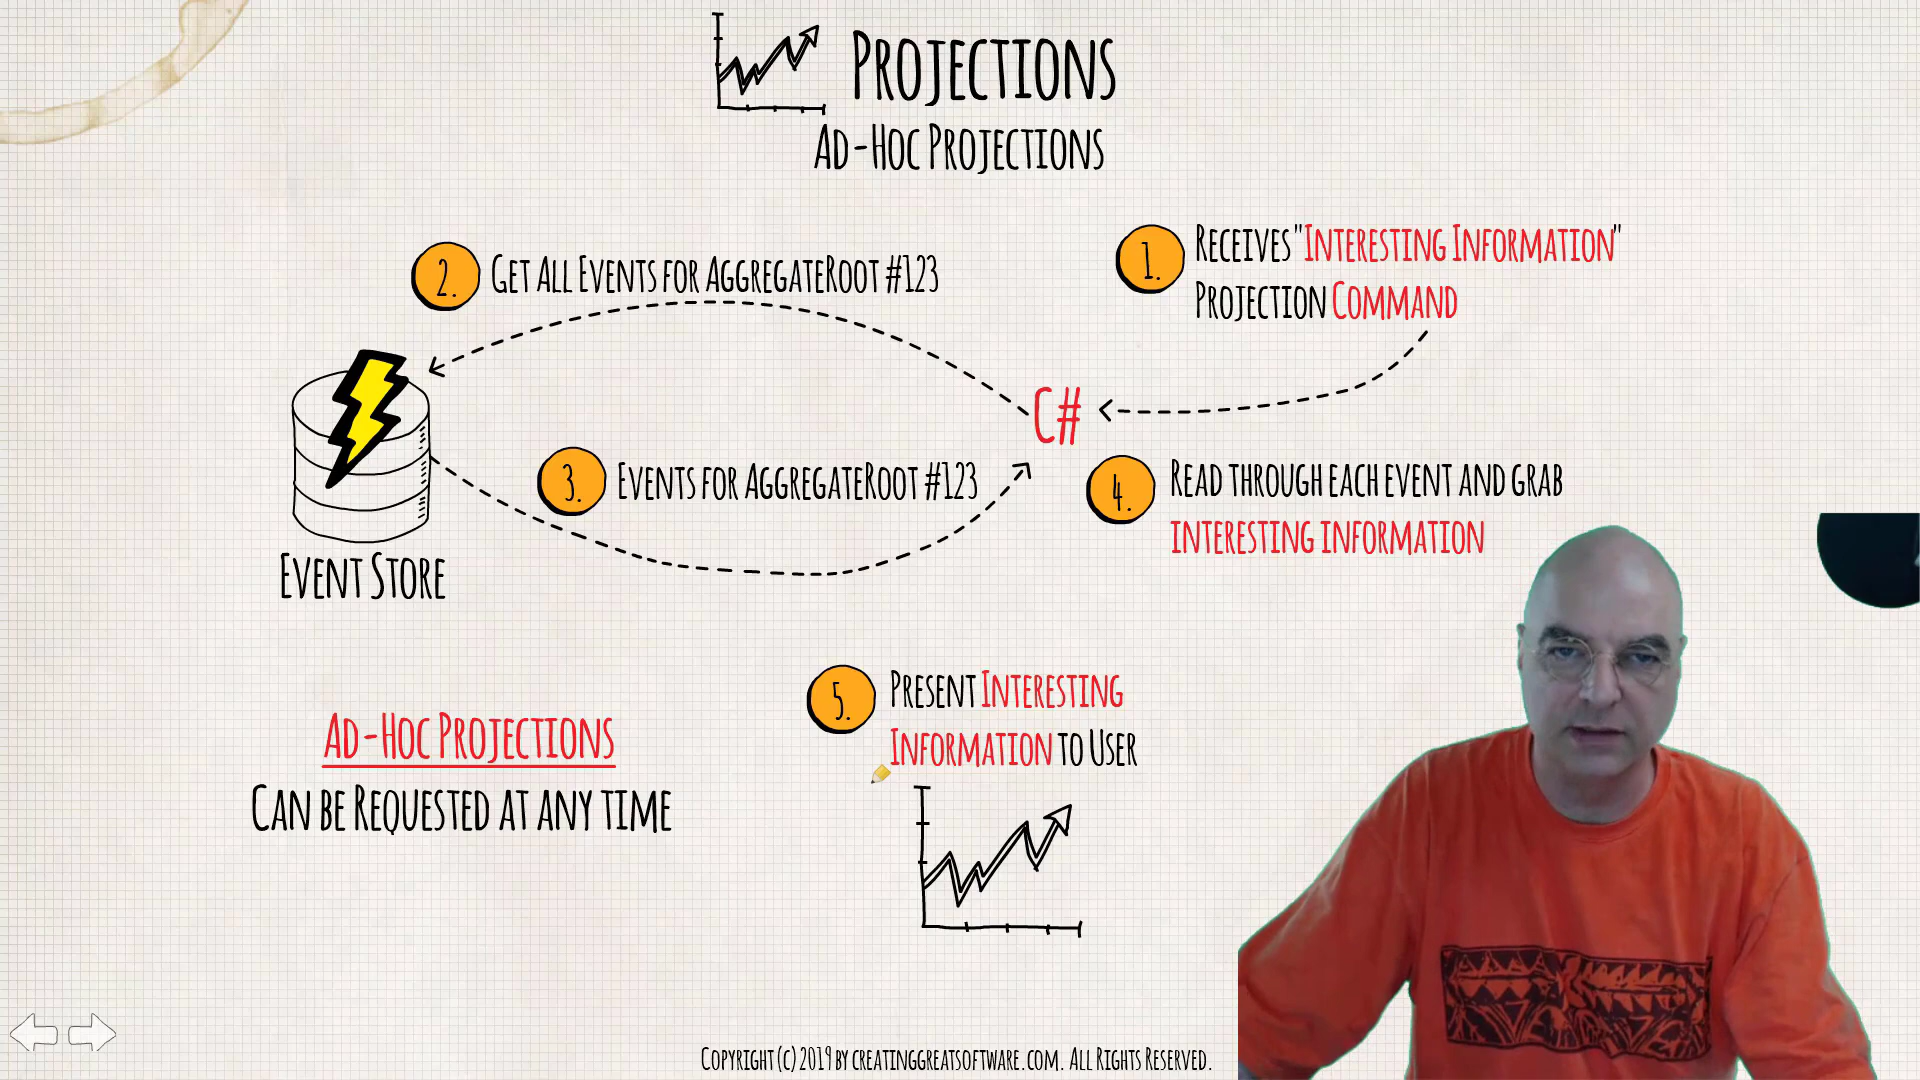 Projections
Ad-Hoc Projections
1. Receives "Interesting Information"
Projection Command
2. Get All Events for AggregateRoot #123
C#
3. Events for AggregateRoot #123
4. Read through each event and grab
interesting information
Event Store
5. Present Interesting
Information to User
Ad-Hoc Projections
Can be Requested at any time
Copyright (c) 2019 by creatinggreatsoftware.com. All Rights Reserved.